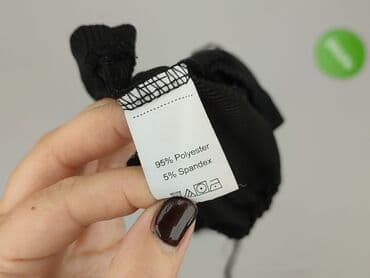 95% Polyester
5% Spandex